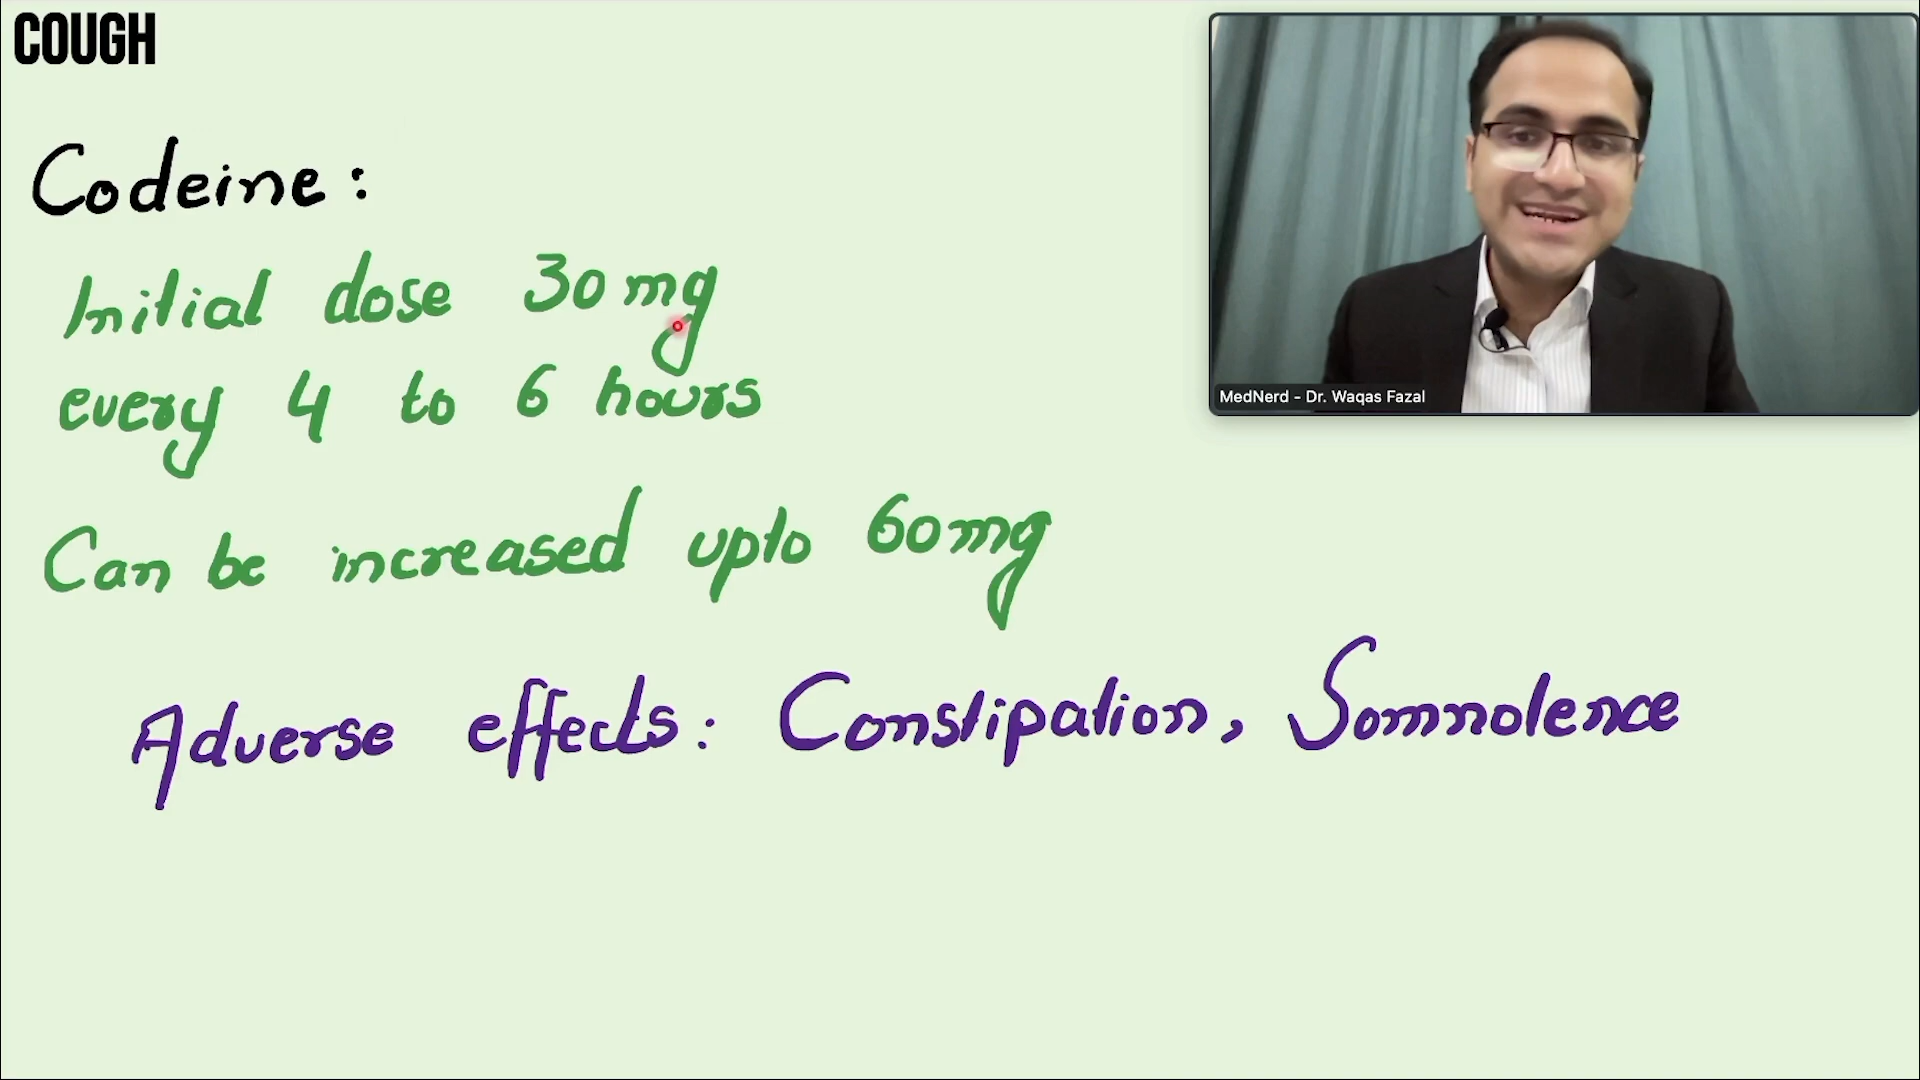 COUGH
Codeine:
Initial dose 30mg
every 4 to 6 hours
Can be increased upto 60mg
Adverse effects: Constipation, Somnolence
MedNerd - Dr. Waqas Fazal